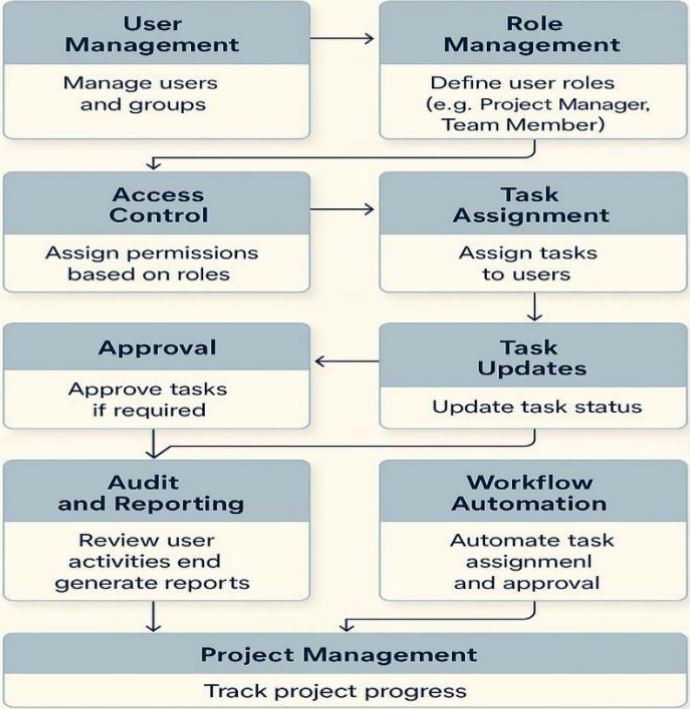 User
Management
Manage users
and groups
Role
Management
Define user roles
(e.g. Project Manager,
Team Member)
Access
Control
Assign permissions
based on roles
Task
Assignment
Assign tasks
to users
Approval
Approve tasks
if required
Task
Updates
Update task status
Audit
and Reporting
Review user
activities end
generate reports
Workflow
Automation
Automate task
assignmenl
and approval
Project Management
Track project progress